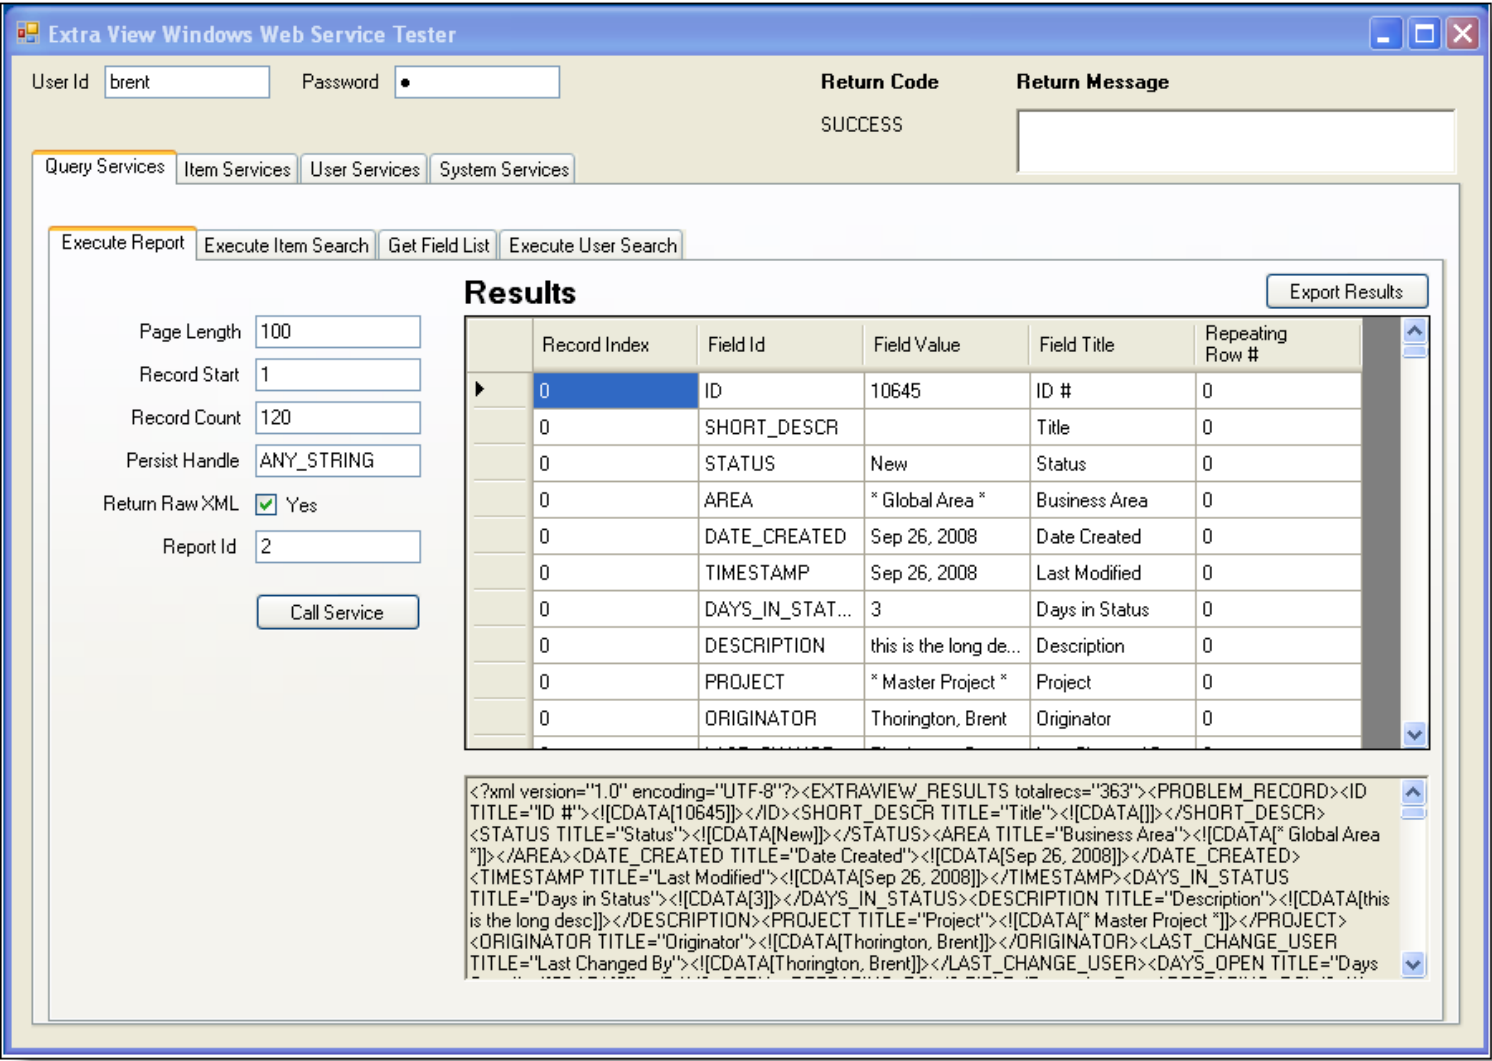 Extra View Windows Web Service Tester
User Id brent Password ● Return Code Return Message
SUCCESS
Query Services Item Services User Services System Services
Execute Report Execute Item Search Get Field List Execute User Search
Results Export Results
Page Length 100
Record Start 1
Record Count 120
Persist Handle ANY_STRING
Return Raw XML Yes
Report Id 2
Call Service
Record Index Field Id Field Value Field Title Repeating Row #
0 ID 10645 ID # 0
0 SHORT_DESCR Title 0
0 STATUS New Status 0
0 AREA * Global Area * Business Area 0
0 DATE_CREATED Sep 26, 2008 Date Created 0
0 TIMESTAMP Sep 26, 2008 Last Modified 0
0 DAYS_IN_STAT... 3 Days in Status 0
0 DESCRIPTION this is the long de... Description 0
0 PROJECT * Master Project * Project 0
0 ORIGINATOR Thorington, Brent Originator 0
<?xml version="1.0" encoding="UTF-8"?><EXTRAVIEW_RESULTS totalrecs="363"><PROBLEM_RECORD><ID
TITLE="ID #"><![CDATA[10645]]></ID><SHORT_DESCR TITLE="Title"><![CDATA[]]></SHORT_DESCR>
<STATUS TITLE="Status"><![CDATA[New]]></STATUS><AREA TITLE="Business Area"><![CDATA[* Global Area
*]]></AREA><DATE_CREATED TITLE="Date Created"><![CDATA[Sep 26, 2008]]></DATE_CREATED>
<TIMESTAMP TITLE="Last Modified"><![CDATA[Sep 26, 2008]]></TIMESTAMP><DAYS_IN_STATUS
TITLE="Days in Status"><![CDATA[3]]></DAYS_IN_STATUS><DESCRIPTION TITLE="Description"><![CDATA[this
is the long desc]]></DESCRIPTION><PROJECT TITLE="Project"><![CDATA[* Master Project *]]></PROJECT>
<ORIGINATOR TITLE="Originator"><![CDATA[Thorington, Brent]]></ORIGINATOR><LAST_CHANGE_USER
TITLE="Last Changed By"><![CDATA[Thorington, Brent]]></LAST_CHANGE_USER><DAYS_OPEN TITLE="Days